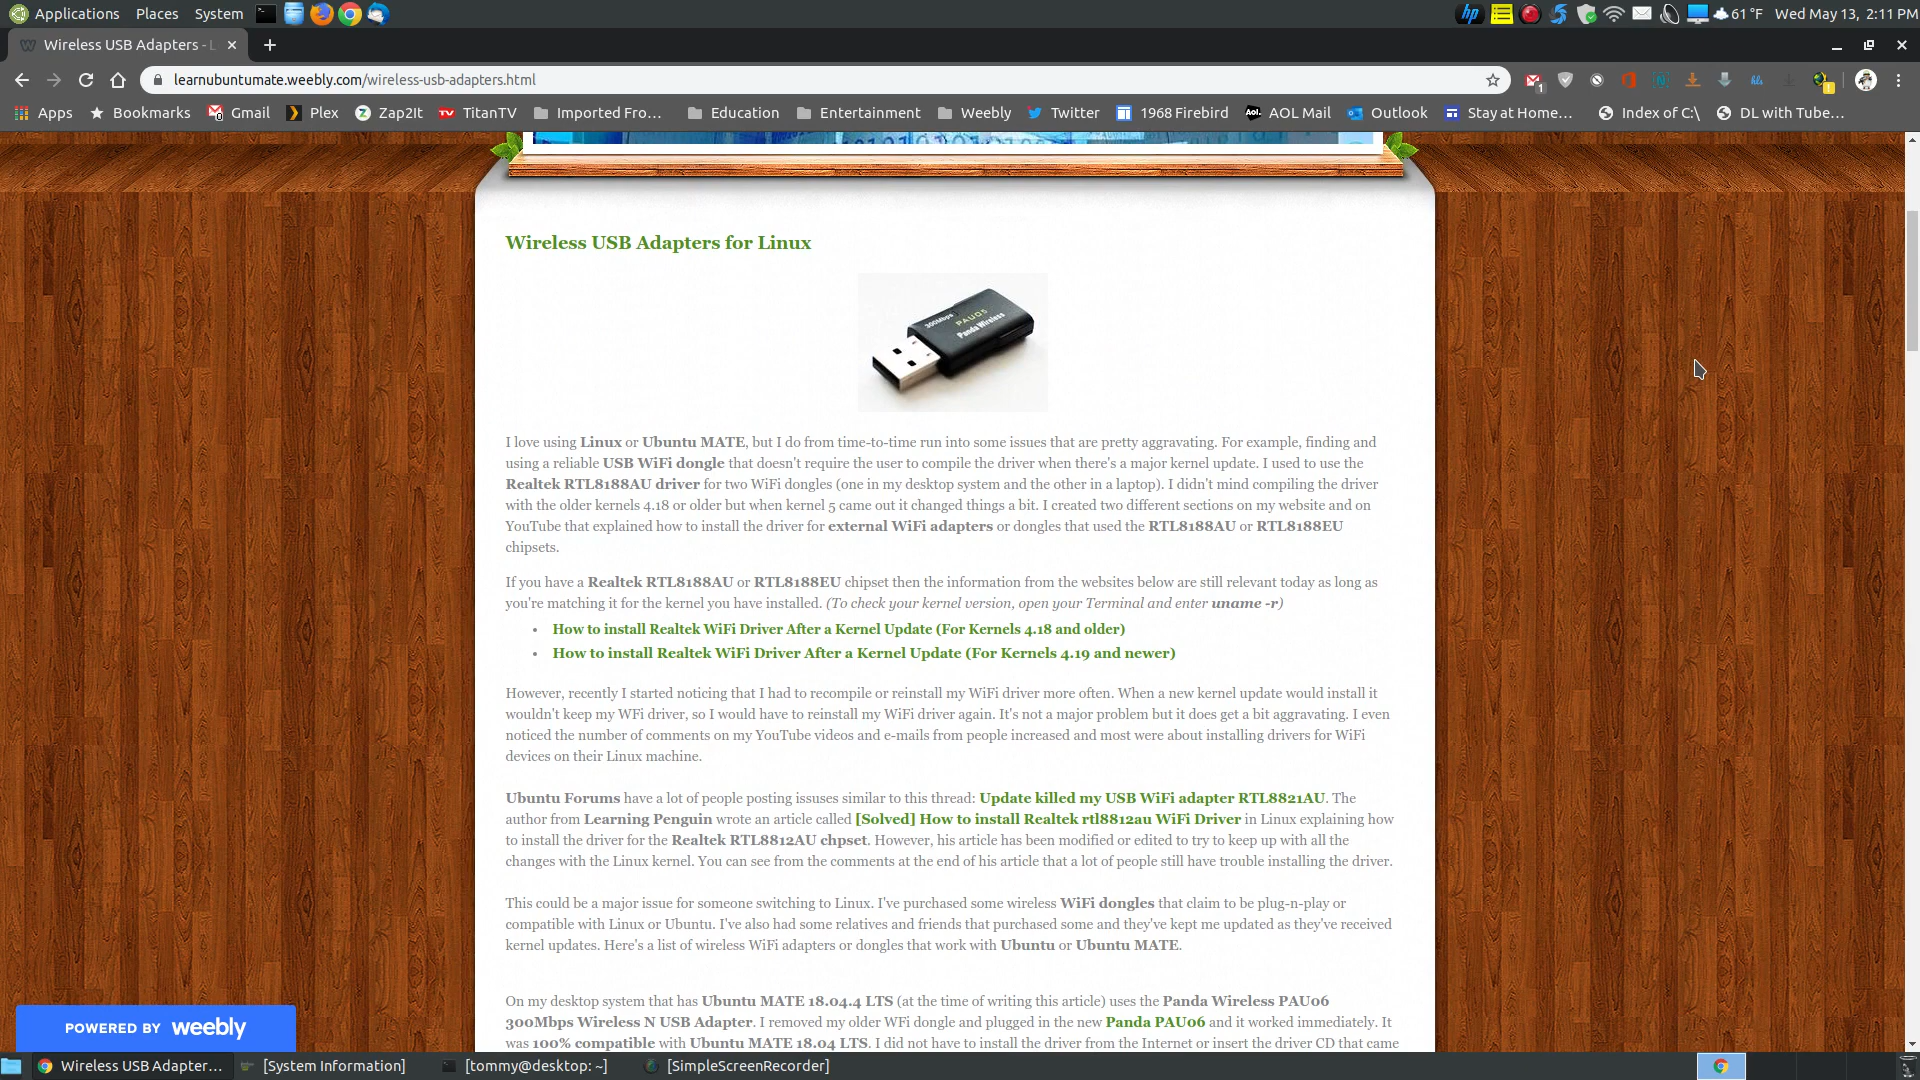 Applications Places System
61 °F Wed May 13, 2:11 PM
Wireless USB Adapters - L
learnubuntumate.weebly.com/wireless-usb-adapters.html
Apps Bookmarks Gmail Plex Zap2It TitanTV Imported Fro... Education Entertainment Weebly Twitter 1968 Firebird AOL Mail Outlook Stay at Home... Index of C:\ DL with Tube...
Wireless USB Adapters for Linux
300Mbps PAU05
Panda Wireless
I love using Linux or Ubuntu MATE, but I do from time-to-time run into some issues that are pretty aggravating. For example, finding and
using a reliable USB WiFi dongle that doesn't require the user to compile the driver when there's a major kernel update. I used to use the
Realtek RTL8188AU driver for two WiFi dongles (one in my desktop system and the other in a laptop). I didn't mind compiling the driver
with the older kernels 4.18 or older but when kernel 5 came out it changed things a bit. I created two different sections on my website and on
YouTube that explained how to install the driver for external WiFi adapters or dongles that used the RTL8188AU or RTL8188EU
chipsets.
If you have a Realtek RTL8188AU or RTL8188EU chipset then the information from the websites below are still relevant today as long as
you're matching it for the kernel you have installed. (To check your kernel version, open your Terminal and enter uname -r)
• How to install Realtek WiFi Driver After a Kernel Update (For Kernels 4.18 and older)
• How to install Realtek WiFi Driver After a Kernel Update (For Kernels 4.19 and newer)
However, recently I started noticing that I had to recompile or reinstall my WiFi driver more often. When a new kernel update would install it
wouldn't keep my WFi driver, so I would have to reinstall my WiFi driver again. It's not a major problem but it does get a bit aggravating. I even
noticed the number of comments on my YouTube videos and e-mails from people increased and most were about installing drivers for WiFi
devices on their Linux machine.
Ubuntu Forums have a lot of people posting issuses similar to this thread: Update killed my USB WiFi adapter RTL8821AU. The
author from Learning Penguin wrote an article called [Solved] How to install Realtek rtl8812au WiFi Driver in Linux explaining how
to install the driver for the Realtek RTL8812AU chpset. However, his article has been modified or edited to try to keep up with all the
changes with the Linux kernel. You can see from the comments at the end of his article that a lot of people still have trouble installing the driver.
This could be a major issue for someone switching to Linux. I've purchased some wireless WiFi dongles that claim to be plug-n-play or
compatible with Linux or Ubuntu. I've also had some relatives and friends that purchased some and they've kept me updated as they've received
kernel updates. Here's a list of wireless WiFi adapters or dongles that work with Ubuntu or Ubuntu MATE.
On my desktop system that has Ubuntu MATE 18.04.4 LTS (at the time of writing this article) uses the Panda Wireless PAU06
300Mbps Wireless N USB Adapter. I removed my older WFi dongle and plugged in the new Panda PAU06 and it worked immediately. It
was 100% compatible with Ubuntu MATE 18.04 LTS. I did not have to install the driver from the Internet or insert the driver CD that came
POWERED BY weebly
Wireless USB Adapter... [System Information] [tommy@desktop: ~] [SimpleScreenRecorder]